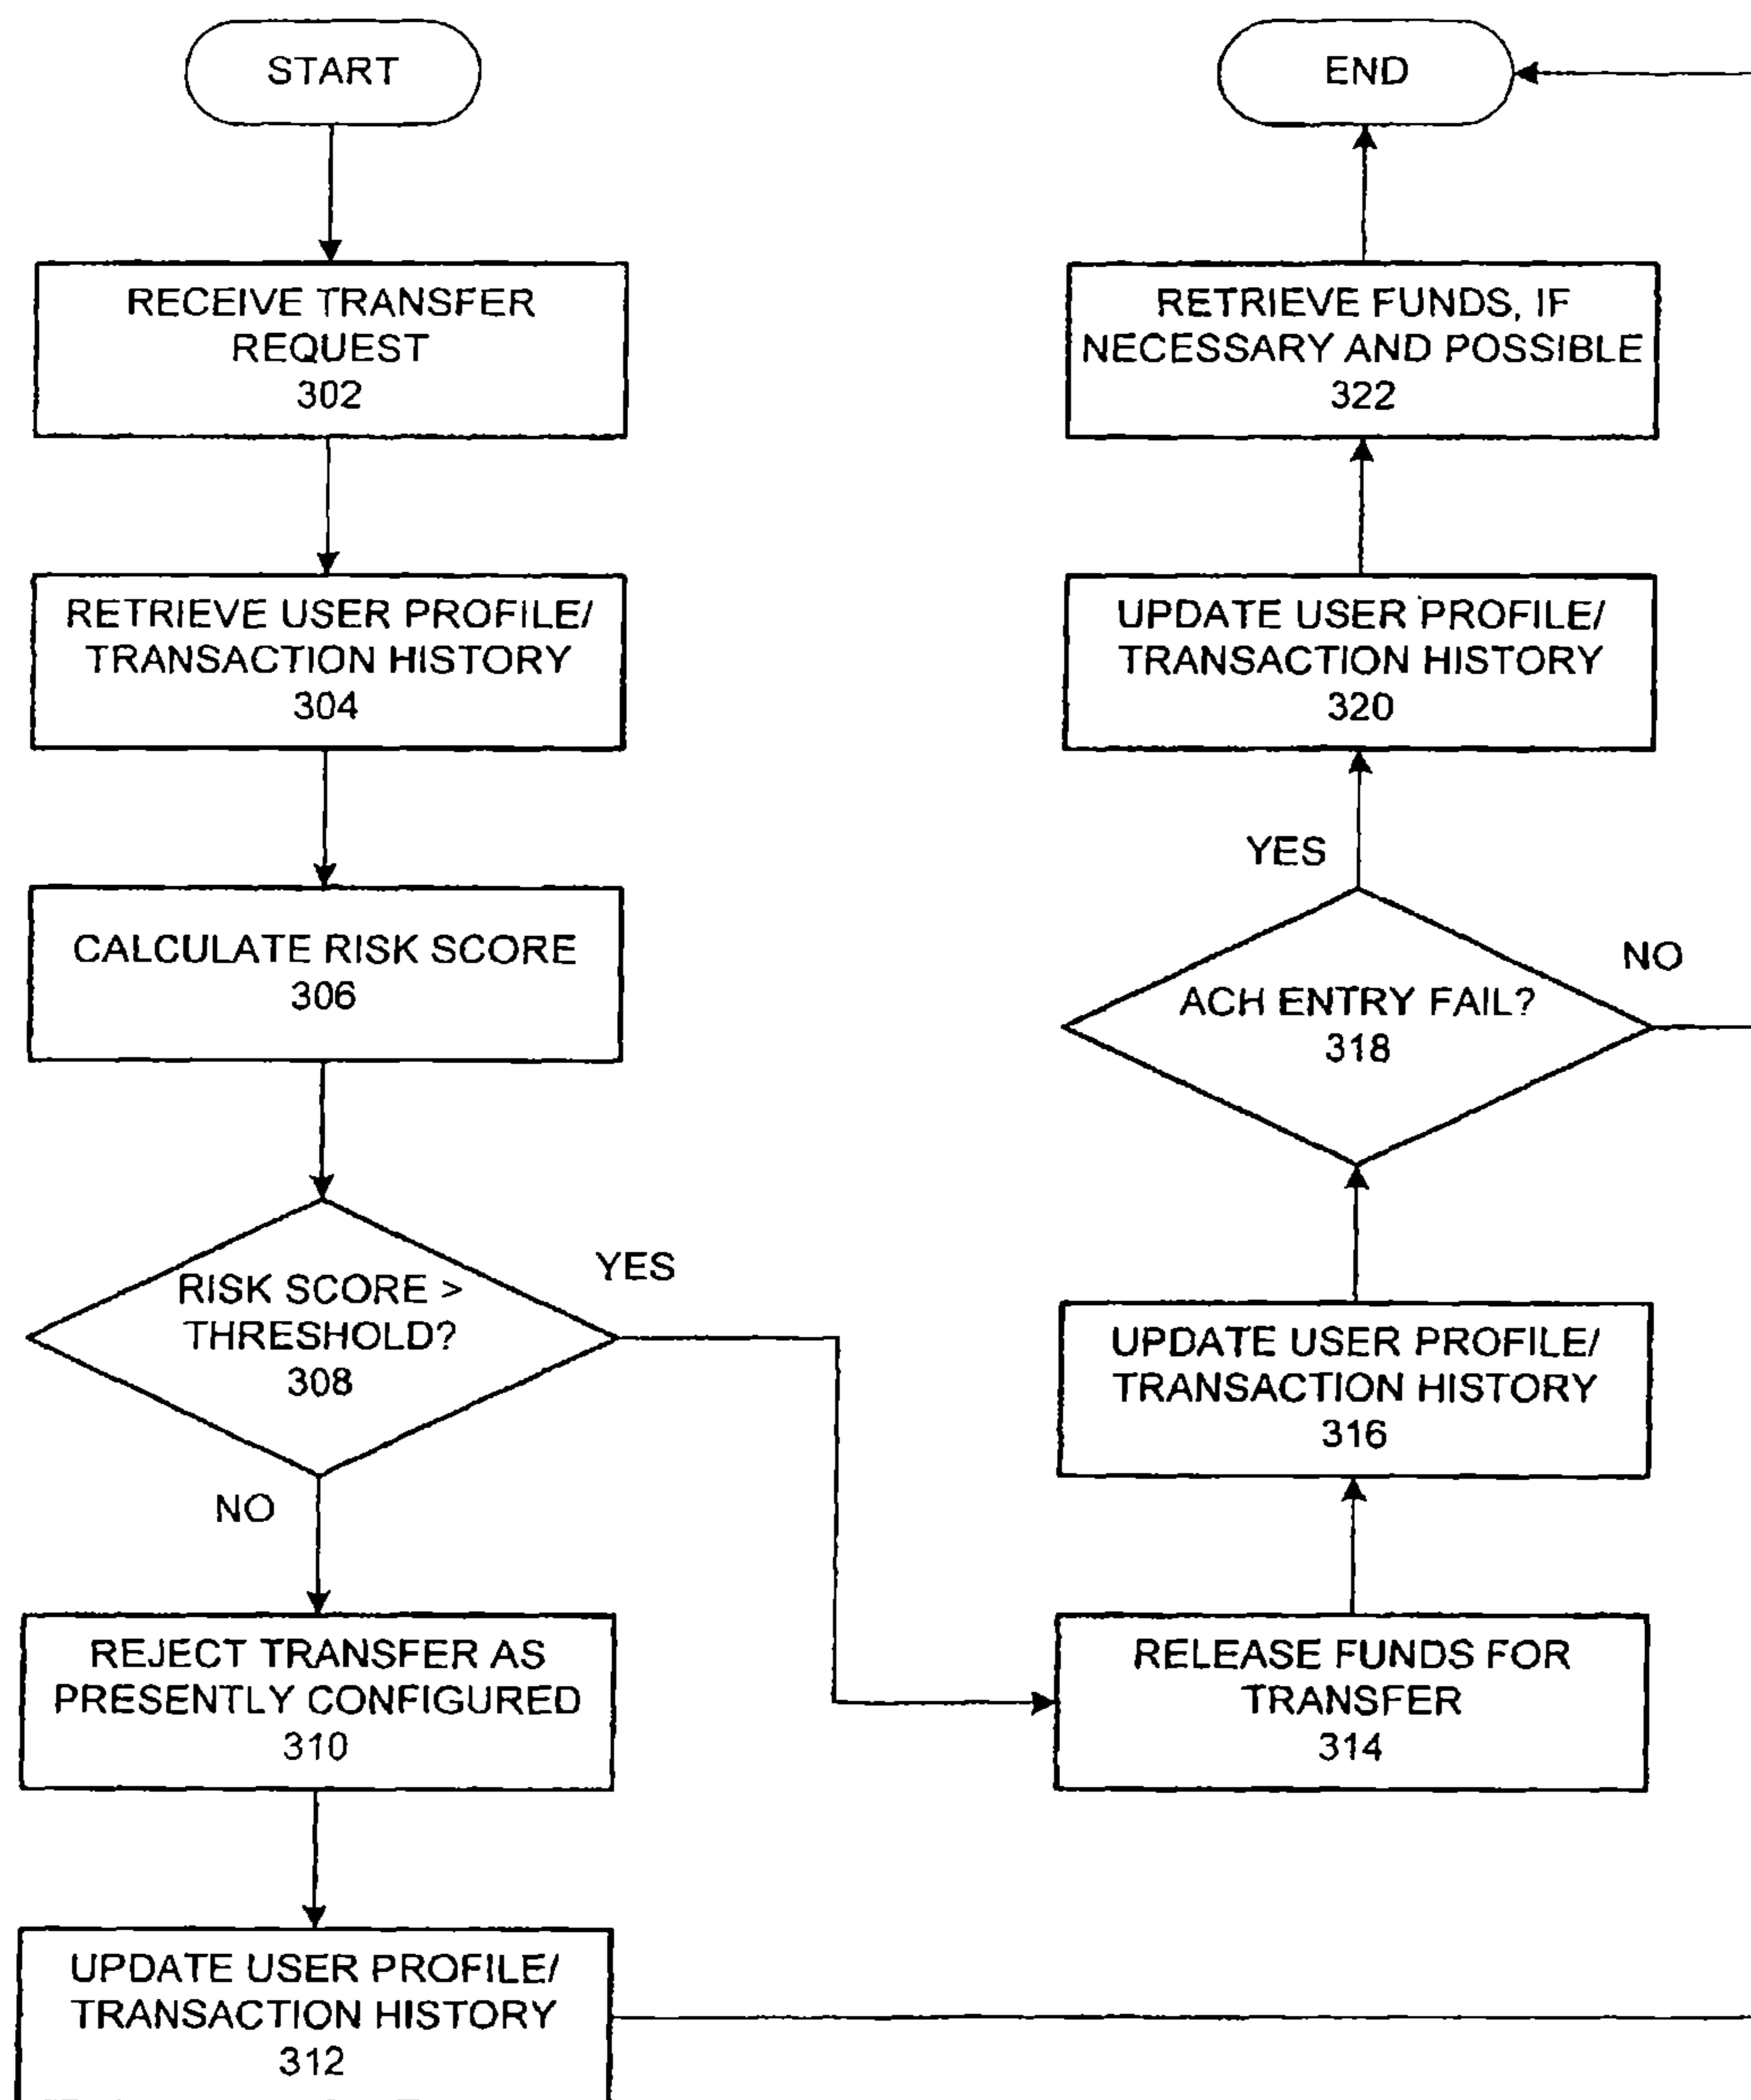 START
RECEIVE TRANSFER
REQUEST
302
RETRIEVE USER PROFILE/
TRANSACTION HISTORY
304
CALCULATE RISK SCORE
306
RISK SCORE >
THRESHOLD?
308
YES
NO
REJECT TRANSFER AS
PRESENTLY CONFIGURED
310
UPDATE USER PROFILE/
TRANSACTION HISTORY
312
RELEASE FUNDS FOR
TRANSFER
314
UPDATE USER PROFILE/
TRANSACTION HISTORY
316
ACH ENTRY FAIL?
318
YES
NO
UPDATE USER PROFILE/
TRANSACTION HISTORY
320
RETRIEVE FUNDS, IF
NECESSARY AND POSSIBLE
322
END